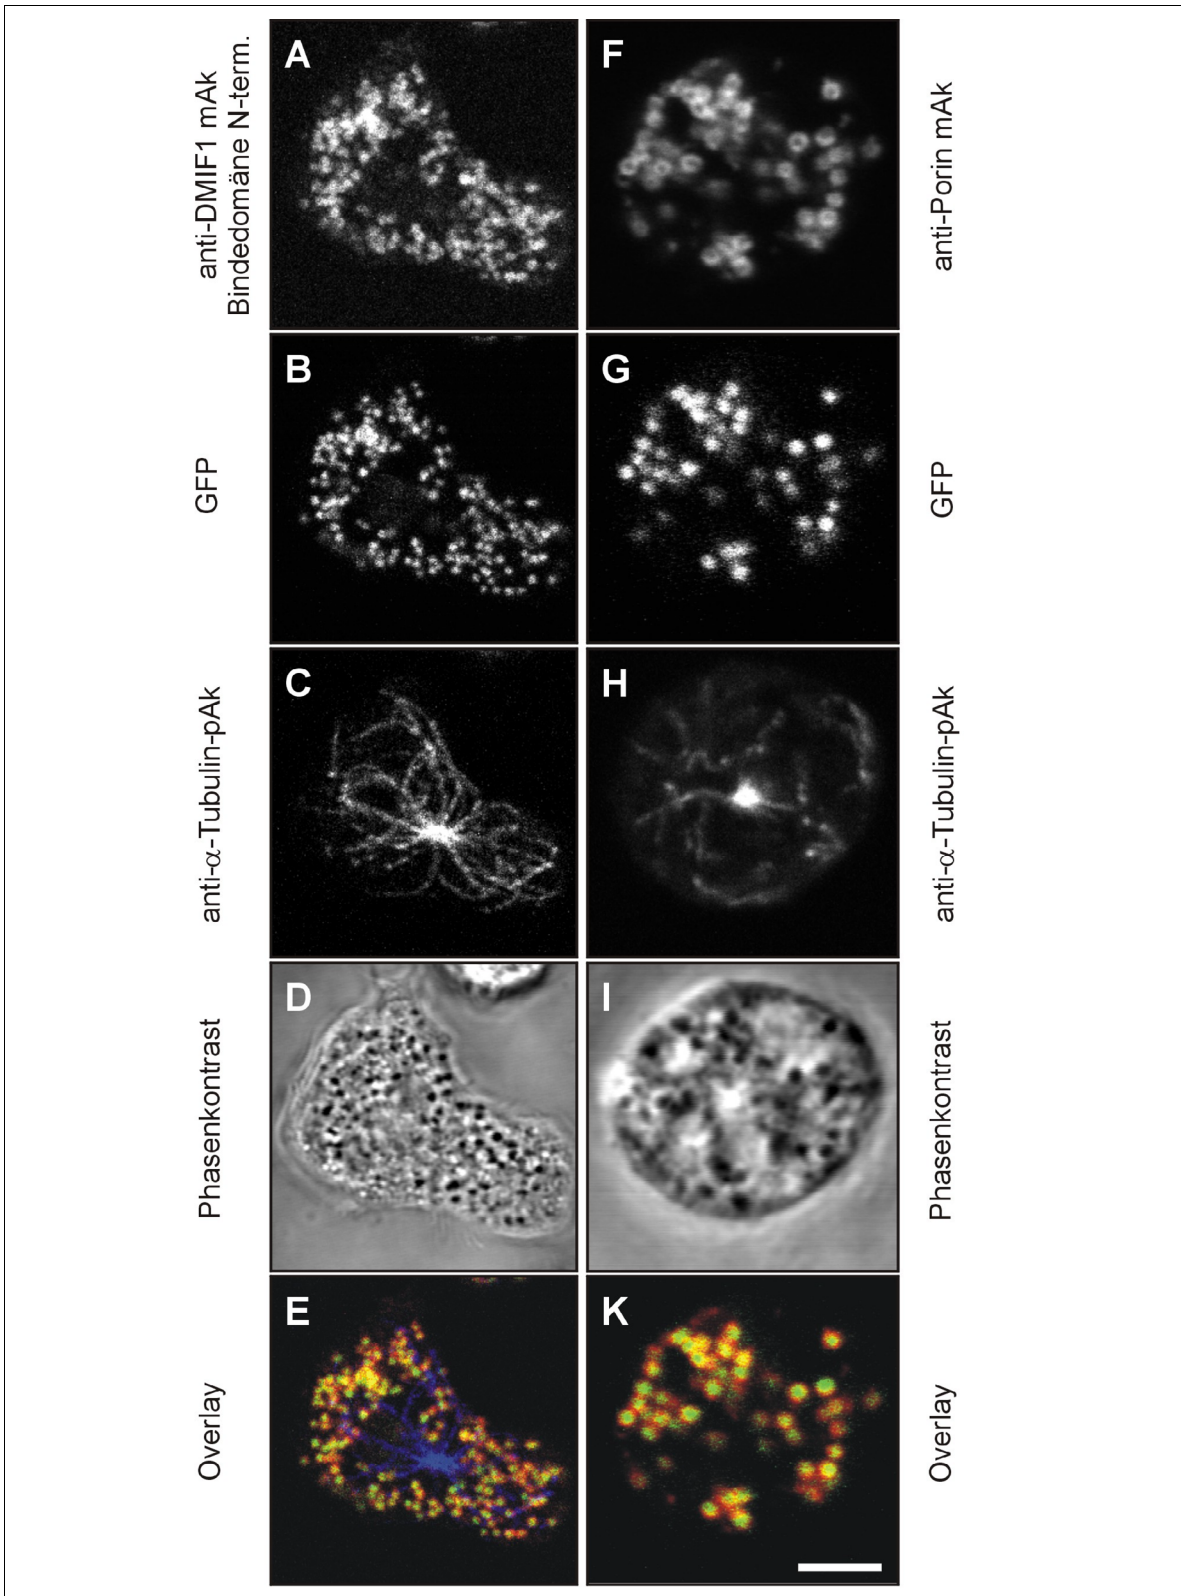 anti-DMIF1 mAk
Bindedomäne N-term.
A
F
anti-Porin mAk
GFP
B
G
GFP
anti-α-Tubulin-pAk
C
H
anti-α-Tubulin-pAk
Phasenkontrast
D
I
Phasenkontrast
Overlay
E
K
Overlay